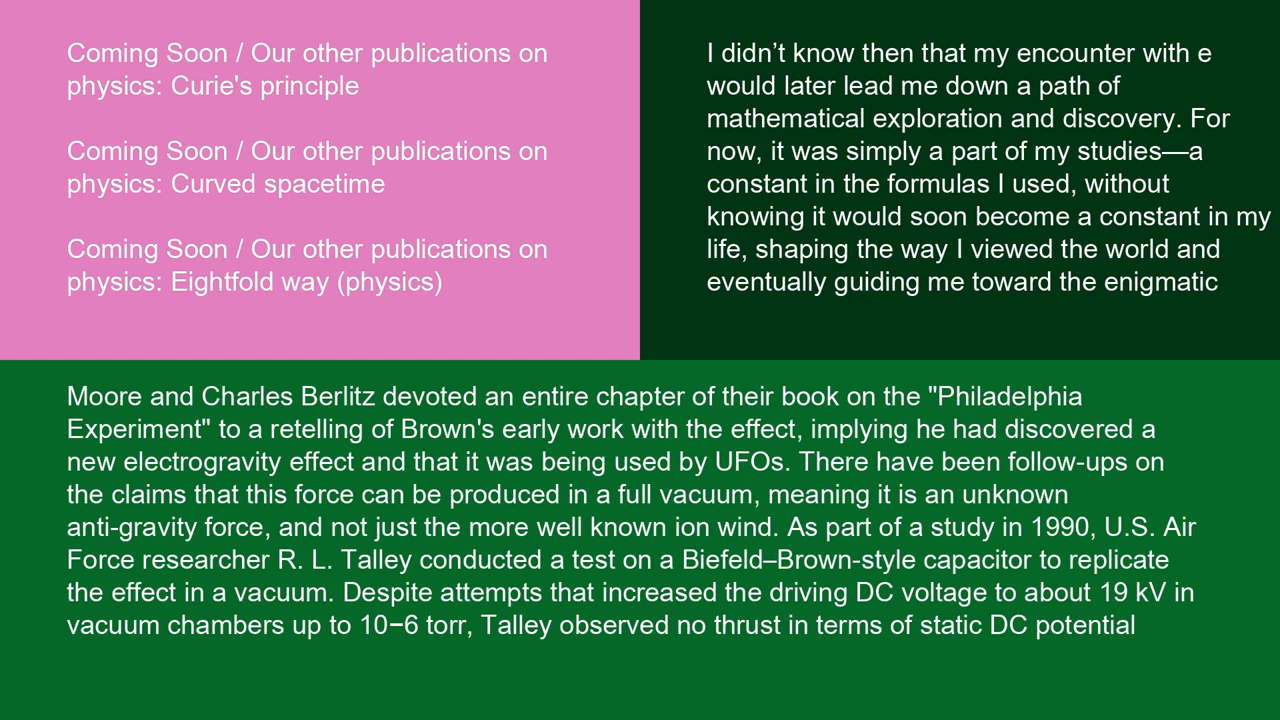 Coming Soon / Our other publications on
physics: Curie's principle
Coming Soon / Our other publications on
physics: Curved spacetime
Coming Soon / Our other publications on
physics: Eightfold way (physics)
I didn’t know then that my encounter with e
would later lead me down a path of
mathematical exploration and discovery. For
now, it was simply a part of my studies—a
constant in the formulas I used, without
knowing it would soon become a constant in my
life, shaping the way I viewed the world and
eventually guiding me toward the enigmatic
Moore and Charles Berlitz devoted an entire chapter of their book on the "Philadelphia
Experiment" to a retelling of Brown's early work with the effect, implying he had discovered a
new electrogravity effect and that it was being used by UFOs. There have been follow-ups on
the claims that this force can be produced in a full vacuum, meaning it is an unknown
anti-gravity force, and not just the more well known ion wind. As part of a study in 1990, U.S. Air
Force researcher R. L. Talley conducted a test on a Biefeld–Brown-style capacitor to replicate
the effect in a vacuum. Despite attempts that increased the driving DC voltage to about 19 kV in
vacuum chambers up to 10−6 torr, Talley observed no thrust in terms of static DC potential